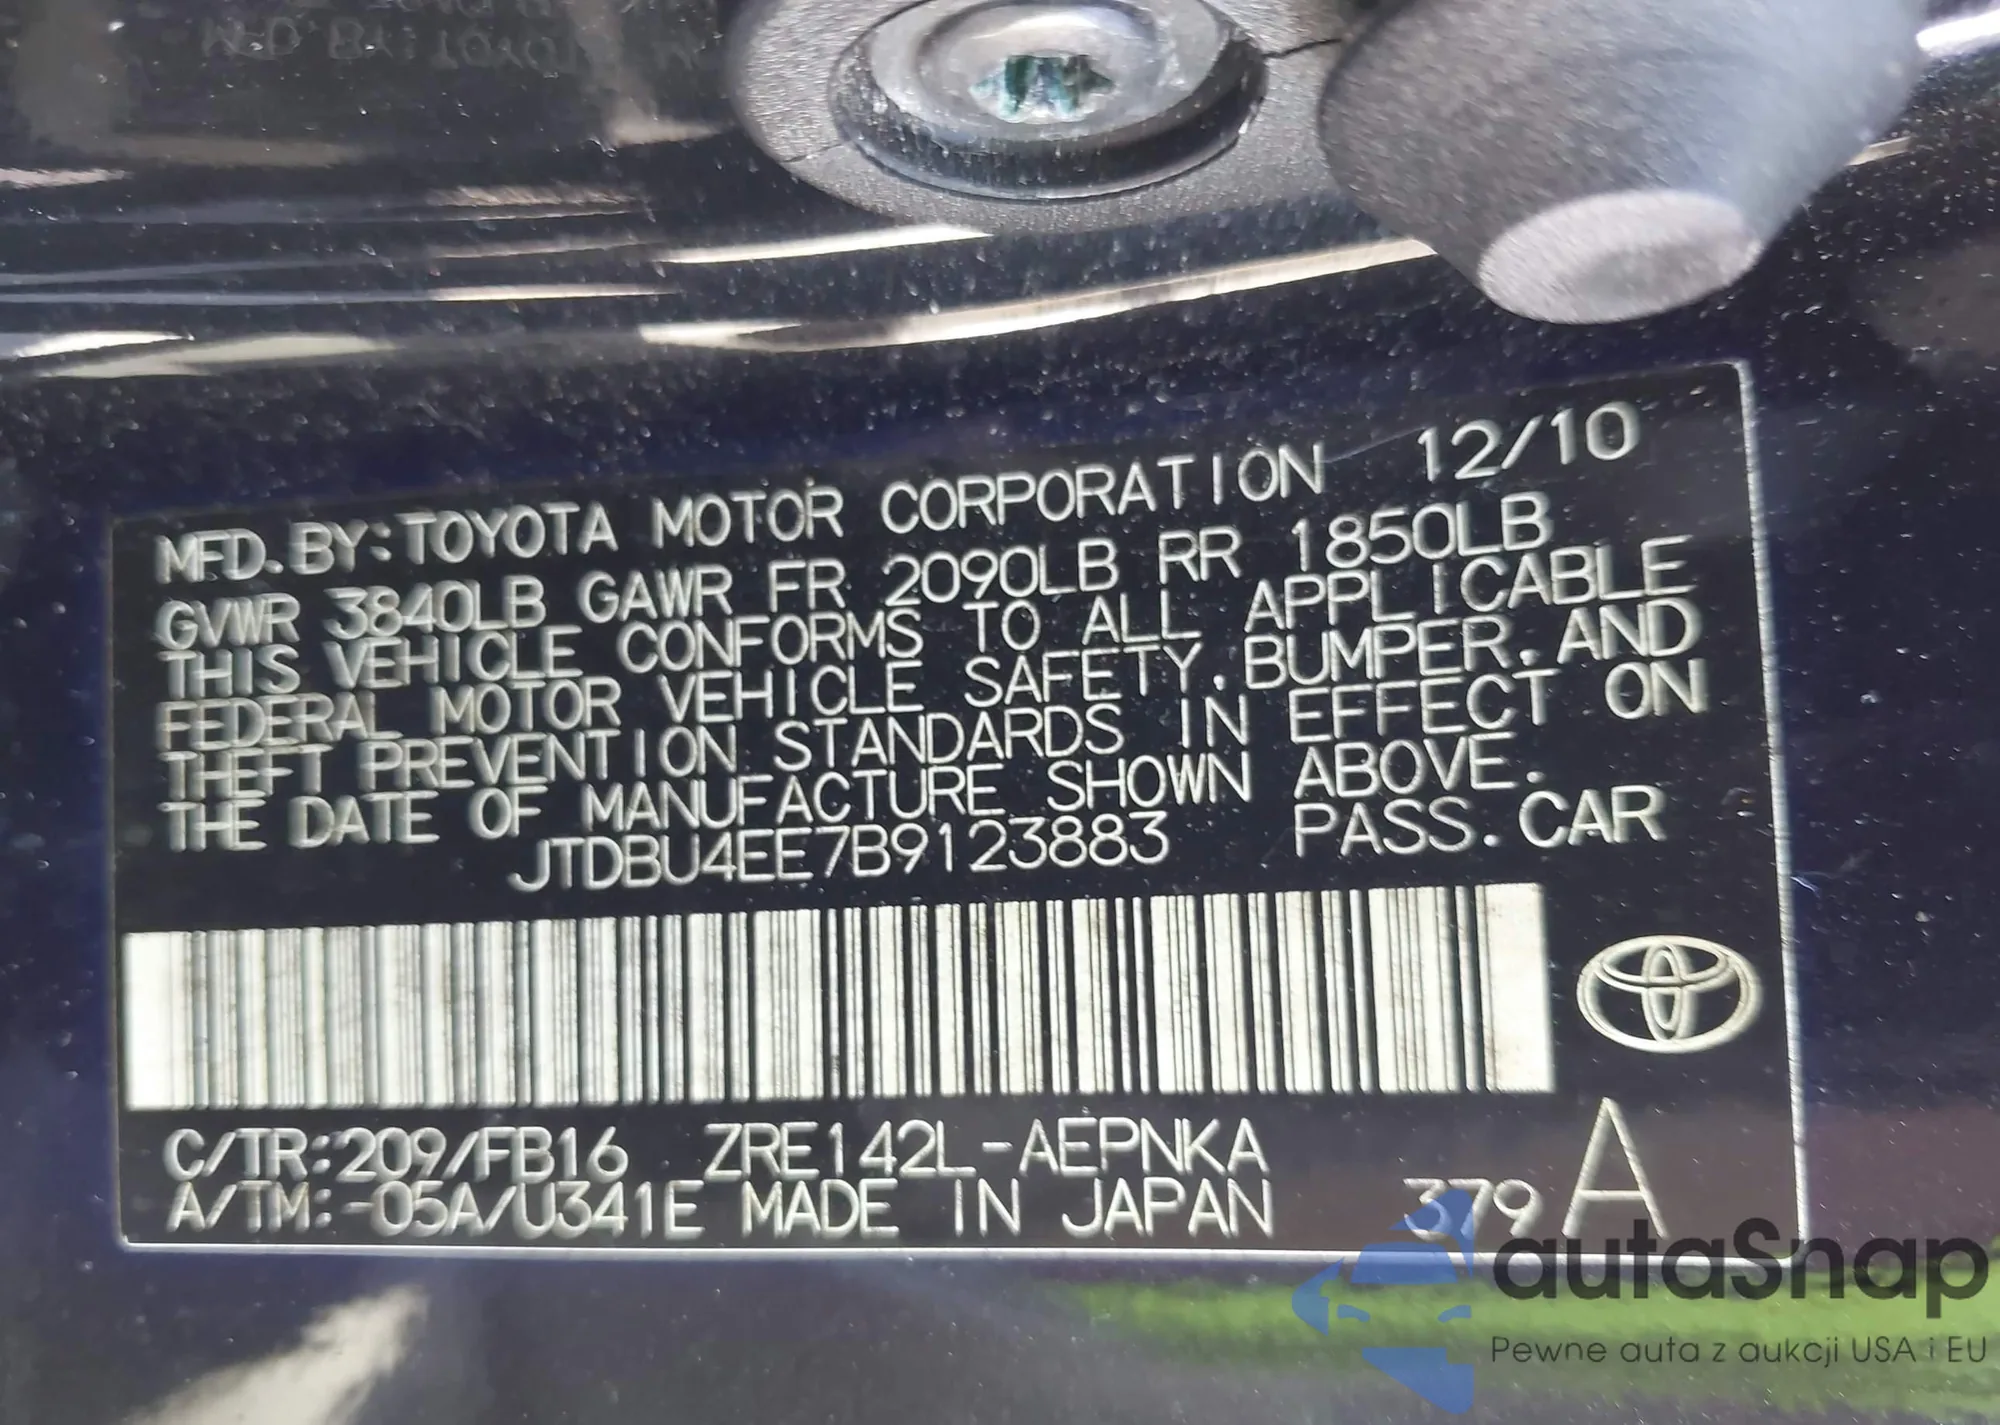 MFD.BY:TOYOTA MOTOR CORPORATION 12/10
GVWR 3840LB GAWR FR 2090LB RR 1850LB
THIS VEHICLE CONFORMS TO ALL APPLICABLE
FEDERAL MOTOR VEHICLE SAFETY,BUMPER,AND
THEFT PREVENTION STANDARDS IN EFFECT ON
THE DATE OF MANUFACTURE SHOWN ABOVE.
JTDBU4EE7B9123883 PASS.CAR
C/TR:209/FB16 ZRE142L-AEPNKA
A/TM:-05A/U341E MADE IN JAPAN 379 A
autaSnap
Pewne auta z aukcji USA i EU